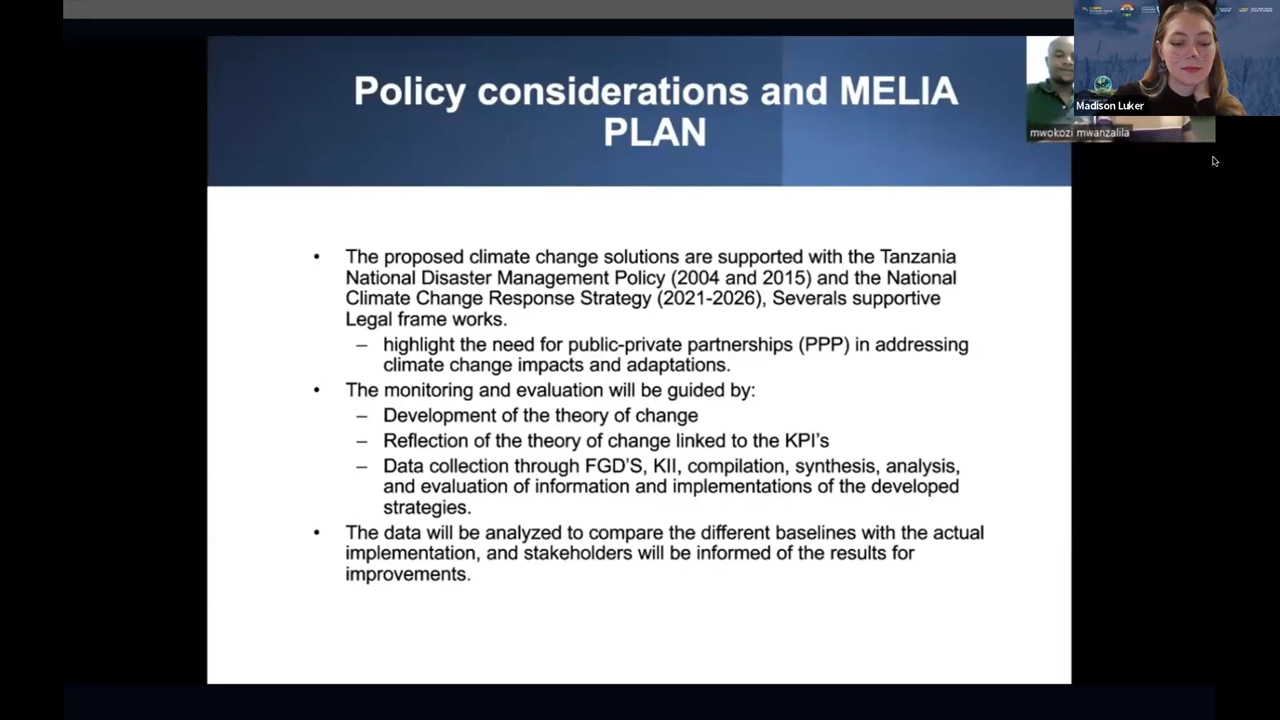 Policy considerations and MELIA
PLAN
Madison Luker
mwokozi mwanzalila
• The proposed climate change solutions are supported with the Tanzania
National Disaster Management Policy (2004 and 2015) and the National
Climate Change Response Strategy (2021-2026), Severals supportive
Legal frame works.
– highlight the need for public-private partnerships (PPP) in addressing
climate change impacts and adaptations.
• The monitoring and evaluation will be guided by:
– Development of the theory of change
– Reflection of the theory of change linked to the KPI's
– Data collection through FGD'S, KII, compilation, synthesis, analysis,
and evaluation of information and implementations of the developed
strategies.
• The data will be analyzed to compare the different baselines with the actual
implementation, and stakeholders will be informed of the results for
improvements.